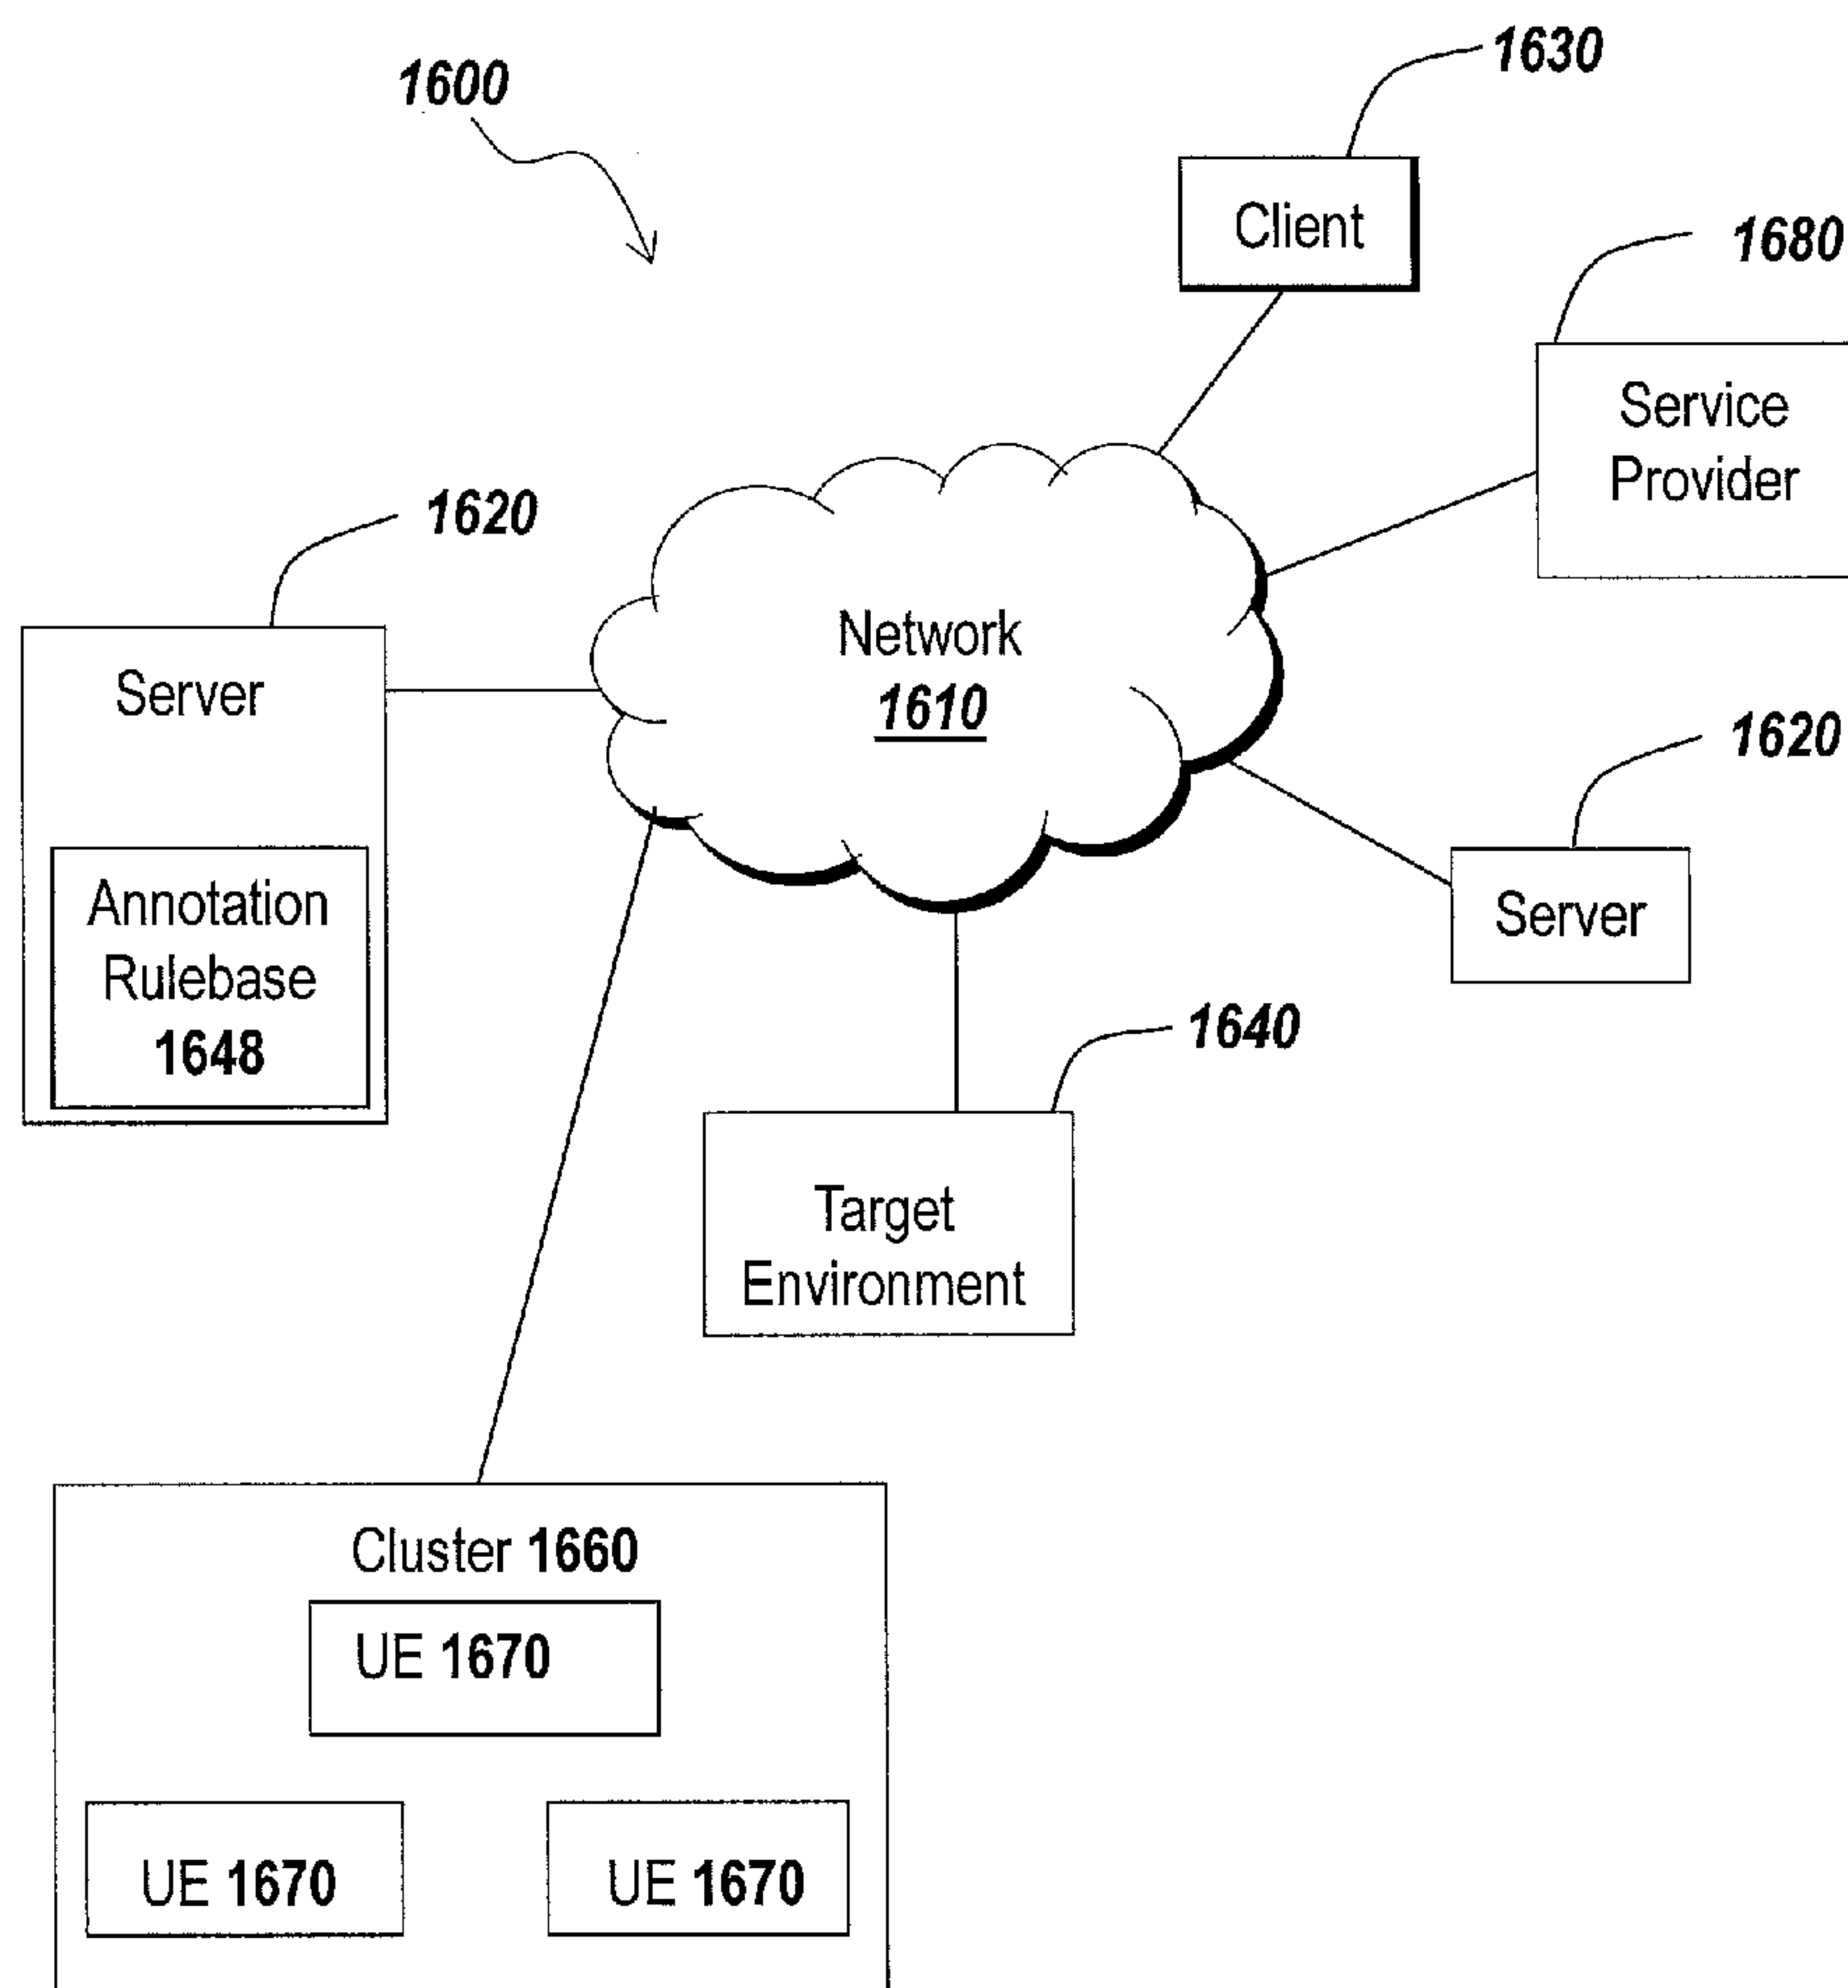 1600
1630
Client
1680
Service
Provider
1620
Network
1610
Server
1620
Annotation
Rulebase
1648
Server
1640
Target
Environment
Cluster 1660
UE 1670
UE 1670
UE 1670